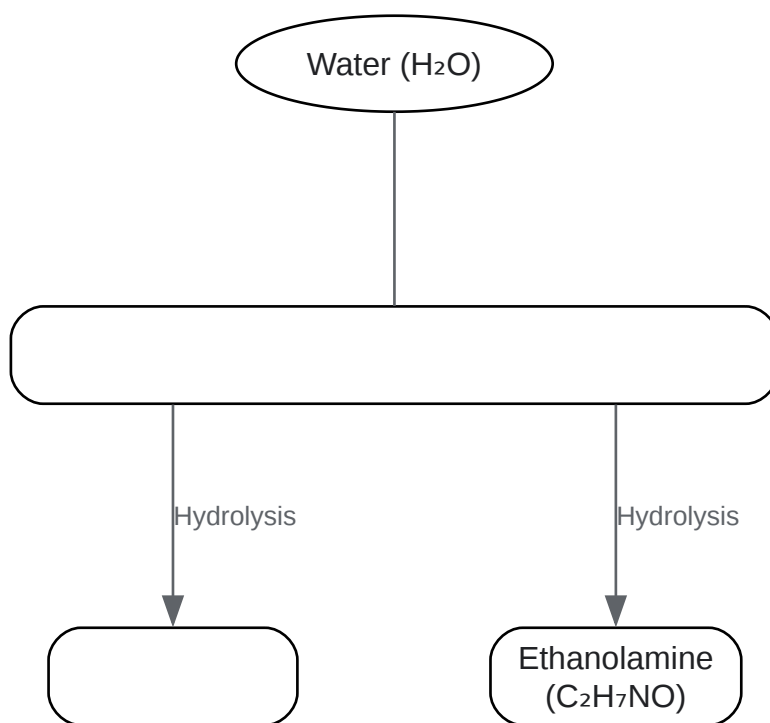 Water (H₂O)
Hydrolysis
Hydrolysis
Ethanolamine
(C₂H₇NO)